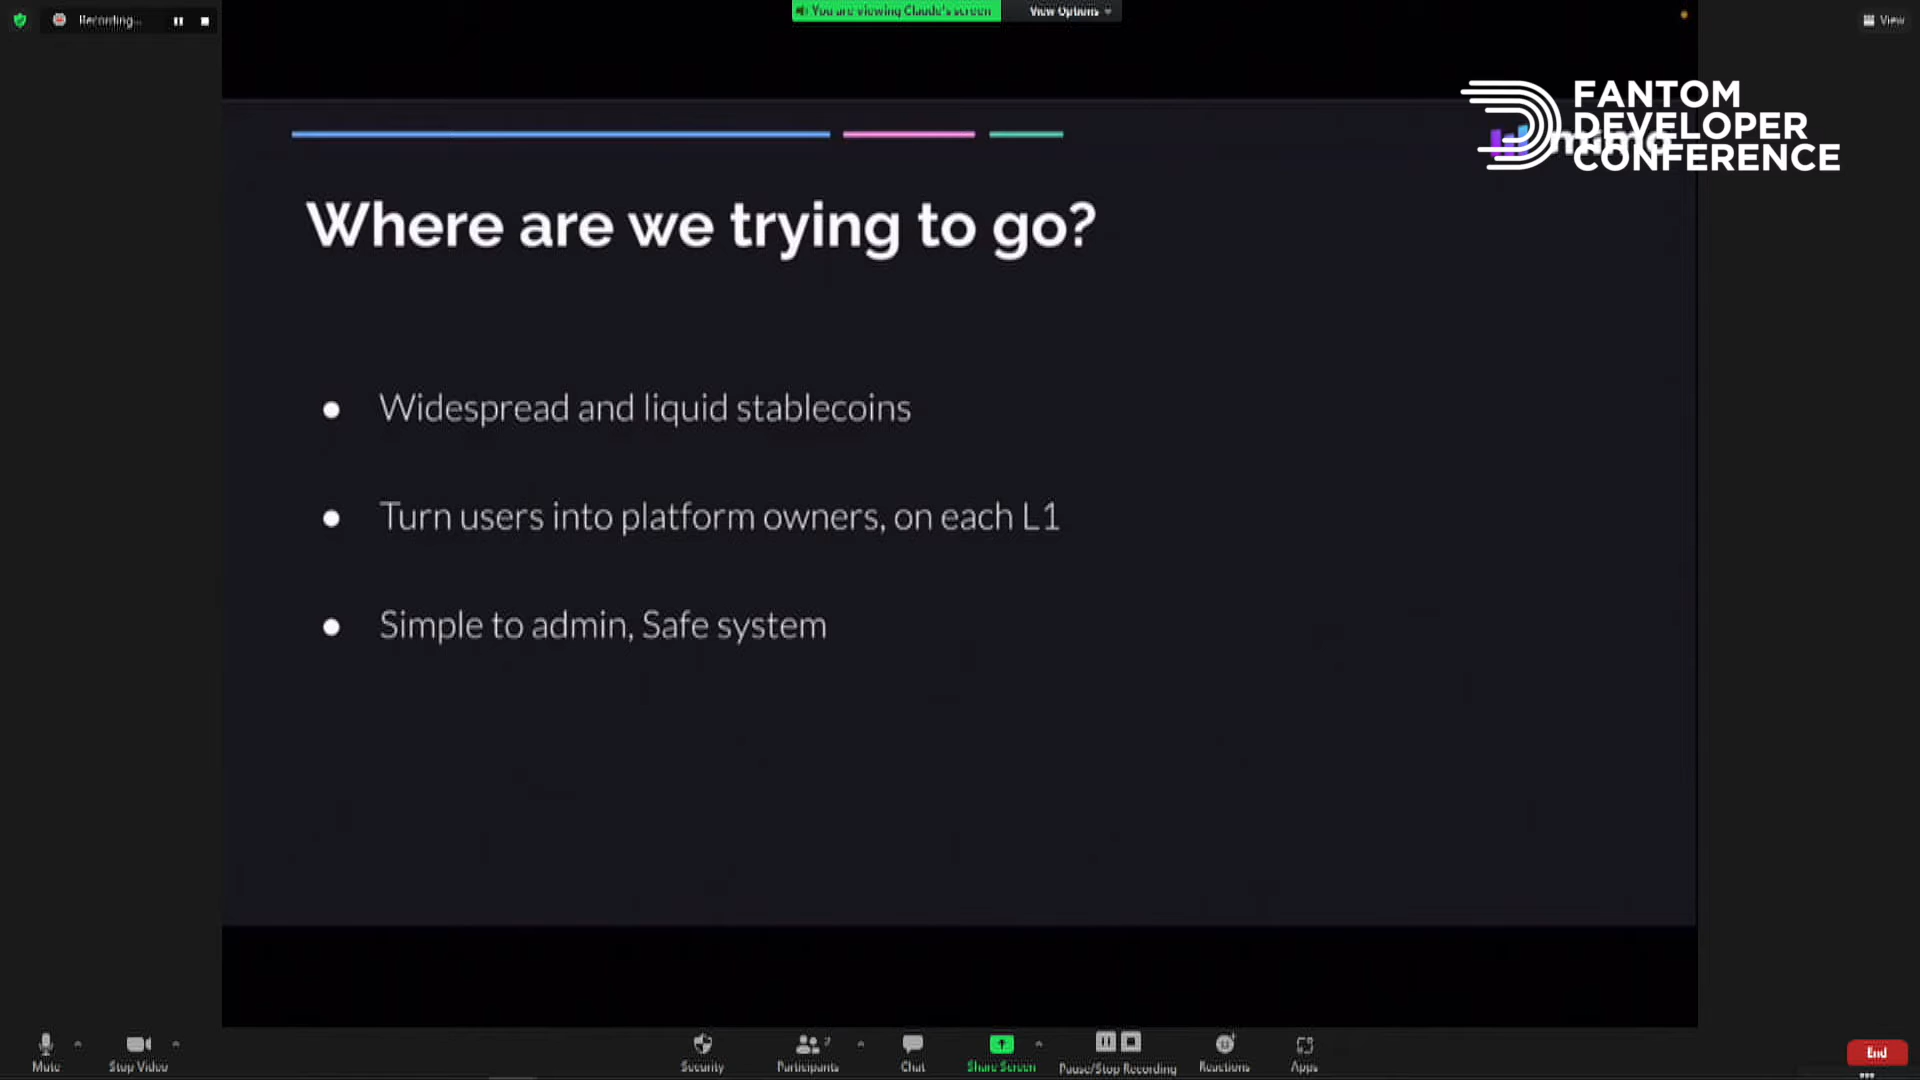 Recording...
You are viewing Claude's screen
View Options
View
FANTOM
DEVELOPER
CONFERENCE
mimo
Where are we trying to go?
Widespread and liquid stablecoins
Turn users into platform owners, on each L1
Simple to admin, Safe system
Mute
Stop Video
Security
Participants
7
Chat
Share Screen
Pause/Stop Recording
Reactions
Apps
End